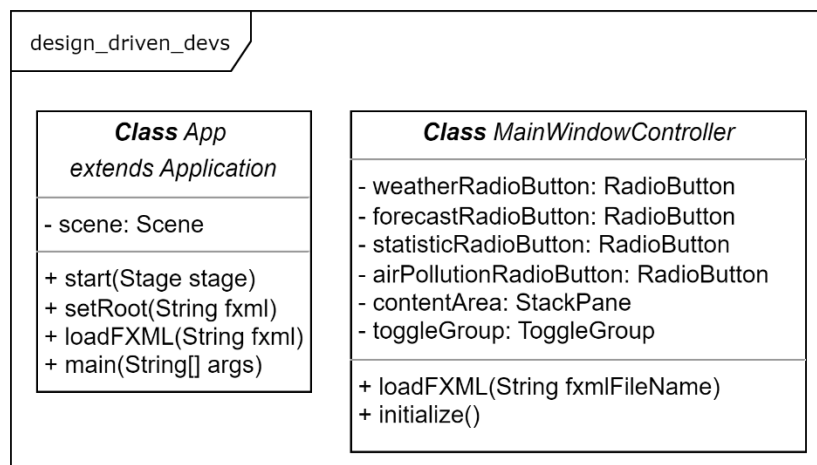 design_driven_devs
Class App
extends Application
- scene: Scene
+ start(Stage stage)
+ setRoot(String fxml)
+ loadFXML(String fxml)
+ main(String[] args)
Class MainWindowController
- weatherRadioButton: RadioButton
- forecastRadioButton: RadioButton
- statisticRadioButton: RadioButton
- airPollutionRadioButton: RadioButton
- contentArea: StackPane
- toggleGroup: ToggleGroup
+ loadFXML(String fxmlFileName)
+ initialize()